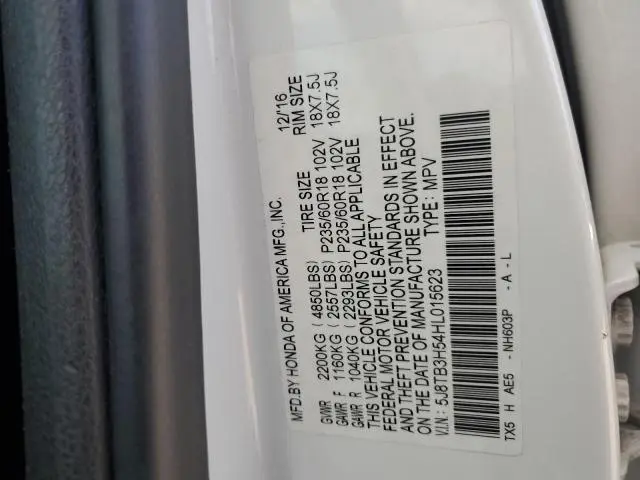 MFD.BY HONDA OF AMERICA MFG.,INC. 12/16
GVWR 2200KG ( 4850LBS) TIRE SIZE RIM SIZE
GAWR F 1160KG ( 2557LBS) P235/60R18 102V 18X7.5J
GAWR R 1040KG ( 2293LBS) P235/60R18 102V 18X7.5J
THIS VEHICLE CONFORMS TO ALL APPLICABLE
FEDERAL MOTOR VEHICLE SAFETY
AND THEFT PREVENTION STANDARDS IN EFFECT
ON THE DATE OF MANUFACTURE SHOWN ABOVE.
V.I.N.: 5J8TB3H54HL015623 TYPE: MPV
TX5 H AE5 - NH603P - A - L